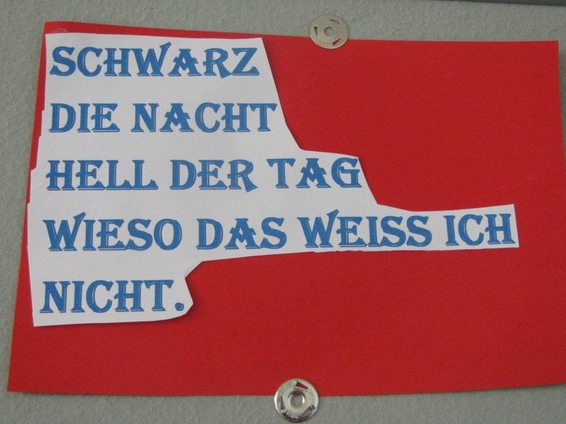 SCHWARZ
DIE NACHT
HELL DER TAG
WIESO DAS WEISS ICH
NICHT.